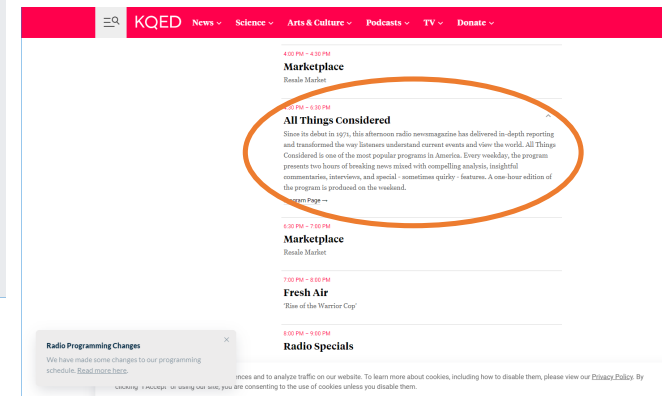 KQED News Science Arts & Culture Podcasts TV Donate
4:00 PM – 4:30 PM
Marketplace
Resale Market
4:30 PM – 6:30 PM
All Things Considered
Since its debut in 1971, this afternoon radio newsmagazine has delivered in-depth reporting
and transformed the way listeners understand current events and view the world. All Things
Considered is one of the most popular programs in America. Every weekday, the program
presents two hours of breaking news mixed with compelling analysis, insightful
commentaries, interviews, and special - sometimes quirky - features. A one-hour edition of
the program is produced on the weekend.
Program Page →
6:30 PM – 7:00 PM
Marketplace
Resale Market
7:00 PM – 8:00 PM
Fresh Air
'Rise of the Warrior Cop'
8:00 PM – 9:00 PM
Radio Specials
Radio Programming Changes ×
We have made some changes to our programming
schedule. Read more here.
and to analyze traffic on our website. To learn more about cookies, including how to disable them, please view our Privacy Policy. By
clicking "I Accept" or using our site, you are consenting to the use of cookies unless you disable them.